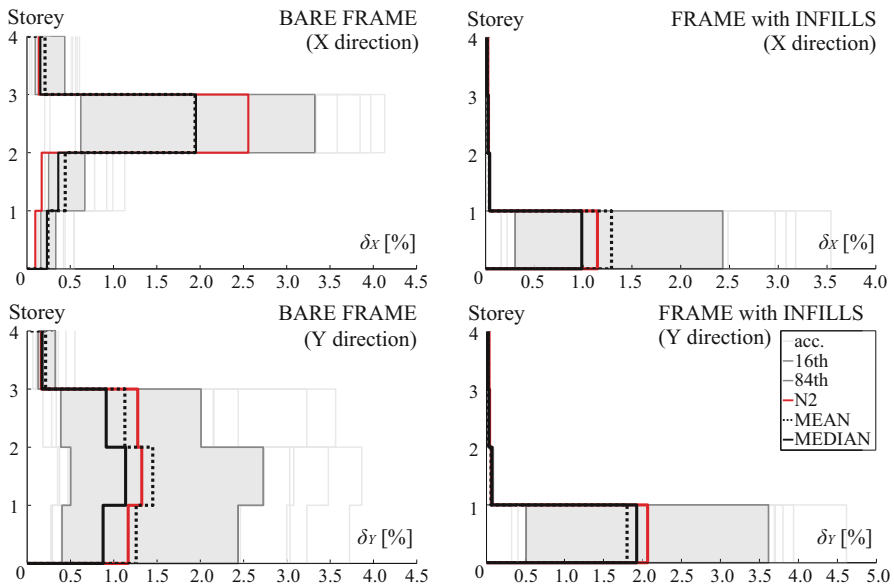 Storey
BARE FRAME
(X direction)
4
3
2
1
0
δX [%]
0.5 1.0 1.5 2.0 2.5 3.0 3.5 4.0 4.5
Storey
FRAME with INFILLS
(X direction)
4
3
2
1
0
δX [%]
0.5 1.0 1.5 2.0 2.5 3.0 3.5 4.0
Storey
BARE FRAME
(Y direction)
4
3
2
1
0
δY [%]
0.5 1.0 1.5 2.0 2.5 3.0 3.5 4.0 4.5
Storey
FRAME with INFILLS
(Y direction)
4
3
2
1
0
acc.
16th
84th
N2
MEAN
MEDIAN
δY [%]
0.5 1.0 1.5 2.0 2.5 3.0 3.5 4.0 4.5 5.0